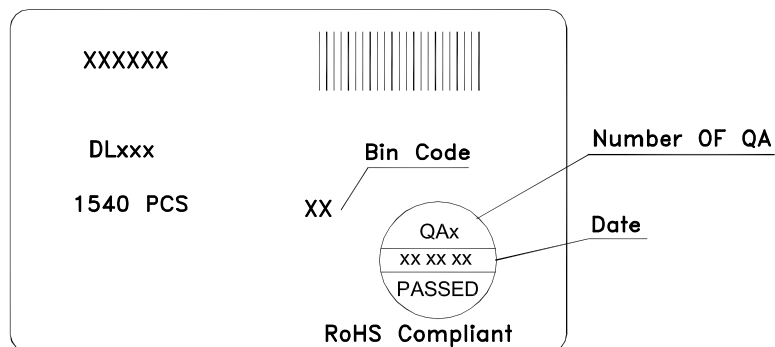 XXXXXX
DLxxx
Bin Code
Number OF QA
1540 PCS
XX
QAx
Date
xx xx xx
PASSED
RoHS Compliant